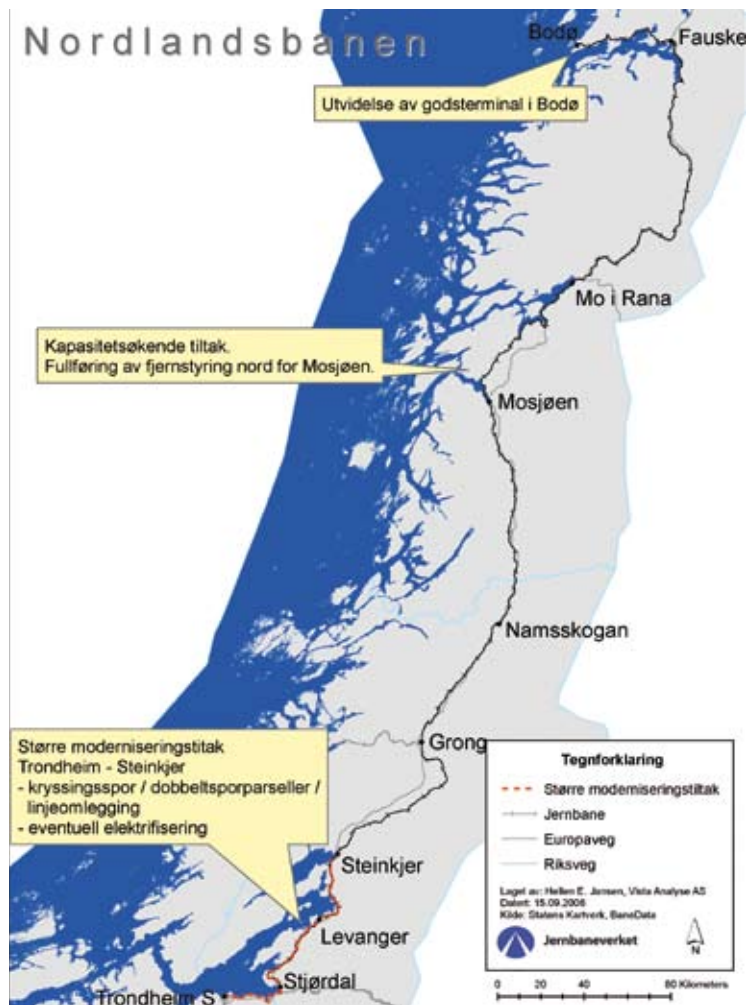 Nordlandsbanen
Bodø
Fauske
Utvidelse av godsterminal i Bodø
Mo i Rana
Kapasitetsøkende tiltak.
Fullføring av fjernstyring nord for Mosjøen.
Mosjøen
Namsskogan
Større moderniseringstitak
Trondheim - Steinkjer
- kryssingsspor / dobbeltsporparseller /
linjeomlegging
- eventuell elektrifisering
Grong
Steinkjer
Levanger
Stjørdal
Trondheim S
Tegnforklaring
Større moderniseringstiltak
Jernbane
Europaveg
Riksveg
Laget av: Hellen E. Jansen, Vista Analyse AS
Datert: 15.09.2006
Kilde: Statens Kartverk, BaneData
Jernbaneverket
N
0 20 40 80 Kilometers